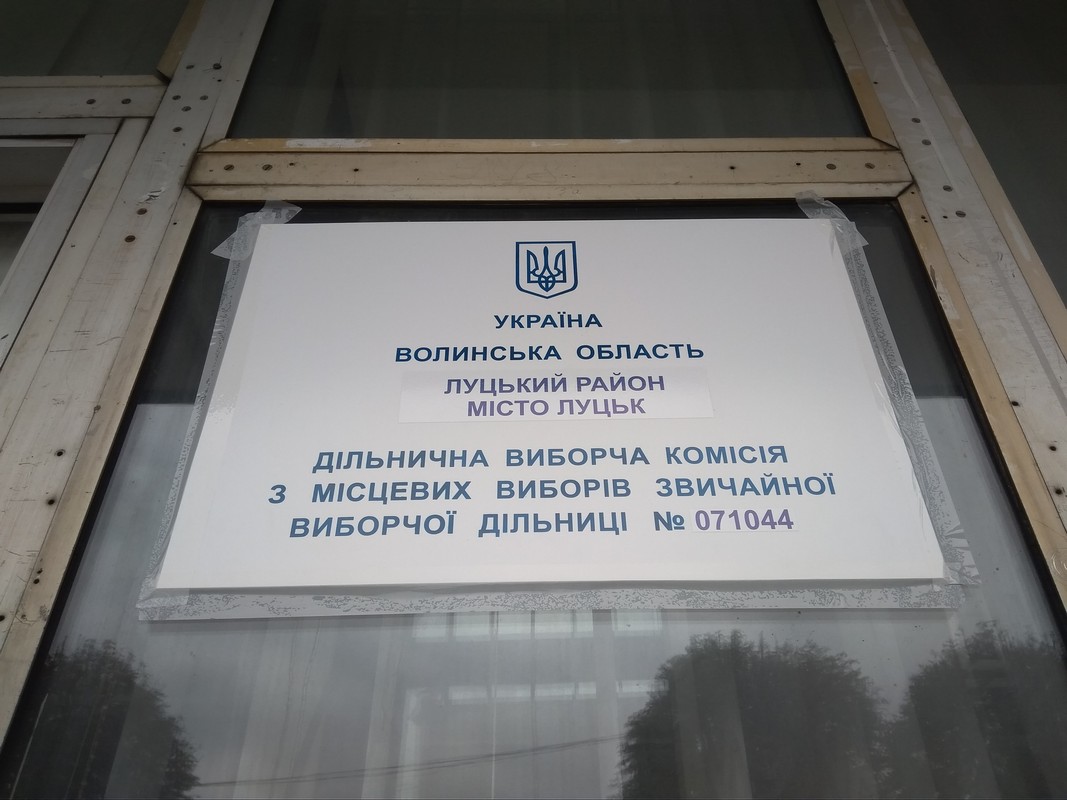 УКРАЇНА
ВОЛИНСЬКА ОБЛАСТЬ
ЛУЦЬКИЙ РАЙОН
МІСТО ЛУЦЬК
ДІЛЬНИЧНА ВИБОРЧА КОМІСІЯ
З МІСЦЕВИХ ВИБОРІВ ЗВИЧАЙНОЇ
ВИБОРЧОЇ ДІЛЬНИЦІ № 071044